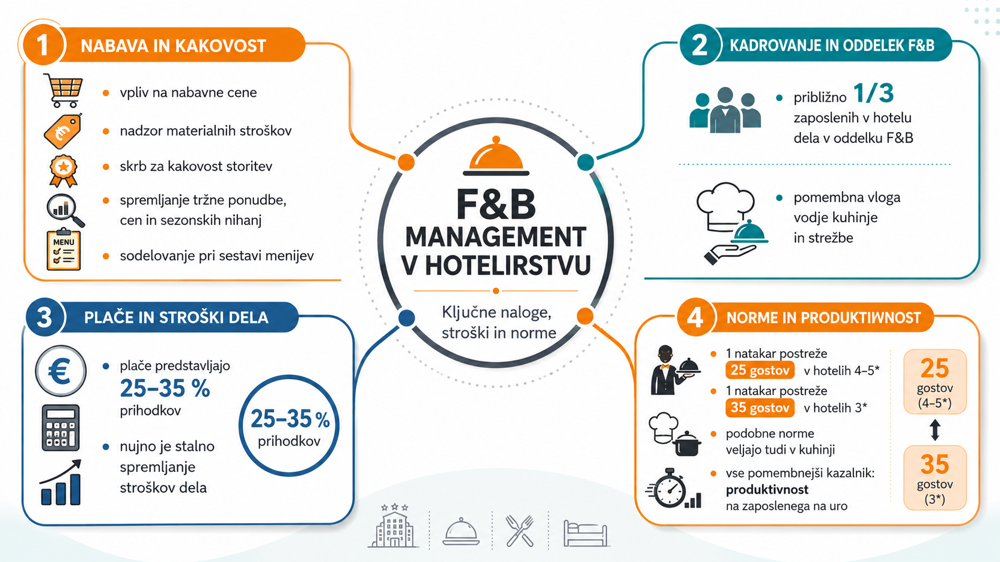 1 NABAVA IN KAKOVOST
• vpliv na nabavne cene
€
• nadzor materialnih stroškov
• skrb za kakovost storitev
• spremljanje tržne ponudbe,
cen in sezonskih nihanj
MENU
• sodelovanje pri sestavi menijev
2 KADROVANJE IN ODDELEK F&B
• približno 1/3
zaposlenih v hotelu
dela v oddelku F&B
• pomembna vloga
vodje kuhinje
in strežbe
F&B
MANAGEMENT
V HOTELIRSTVU
Ključne naloge,
stroški in norme
3 PLAČE IN STROŠKI DELA
€
• plače predstavljajo
25–35 %
prihodkov
• nujno je stalno
spremljanje
stroškov dela
25–35 %
prihodkov
4 NORME IN PRODUKTIWNOST
• 1 natakar postreže
25 gostov v hotelih 4–5*
• 1 natakar postreže
35 gostov v hotelih 3*
• podobne norme
veljajo tudi v kuhinji
• vse pomembnejši kazalnik:
produktivnost
na zaposlenega na uro
25
gostov
(4–5*)
35
gostov
(3*)